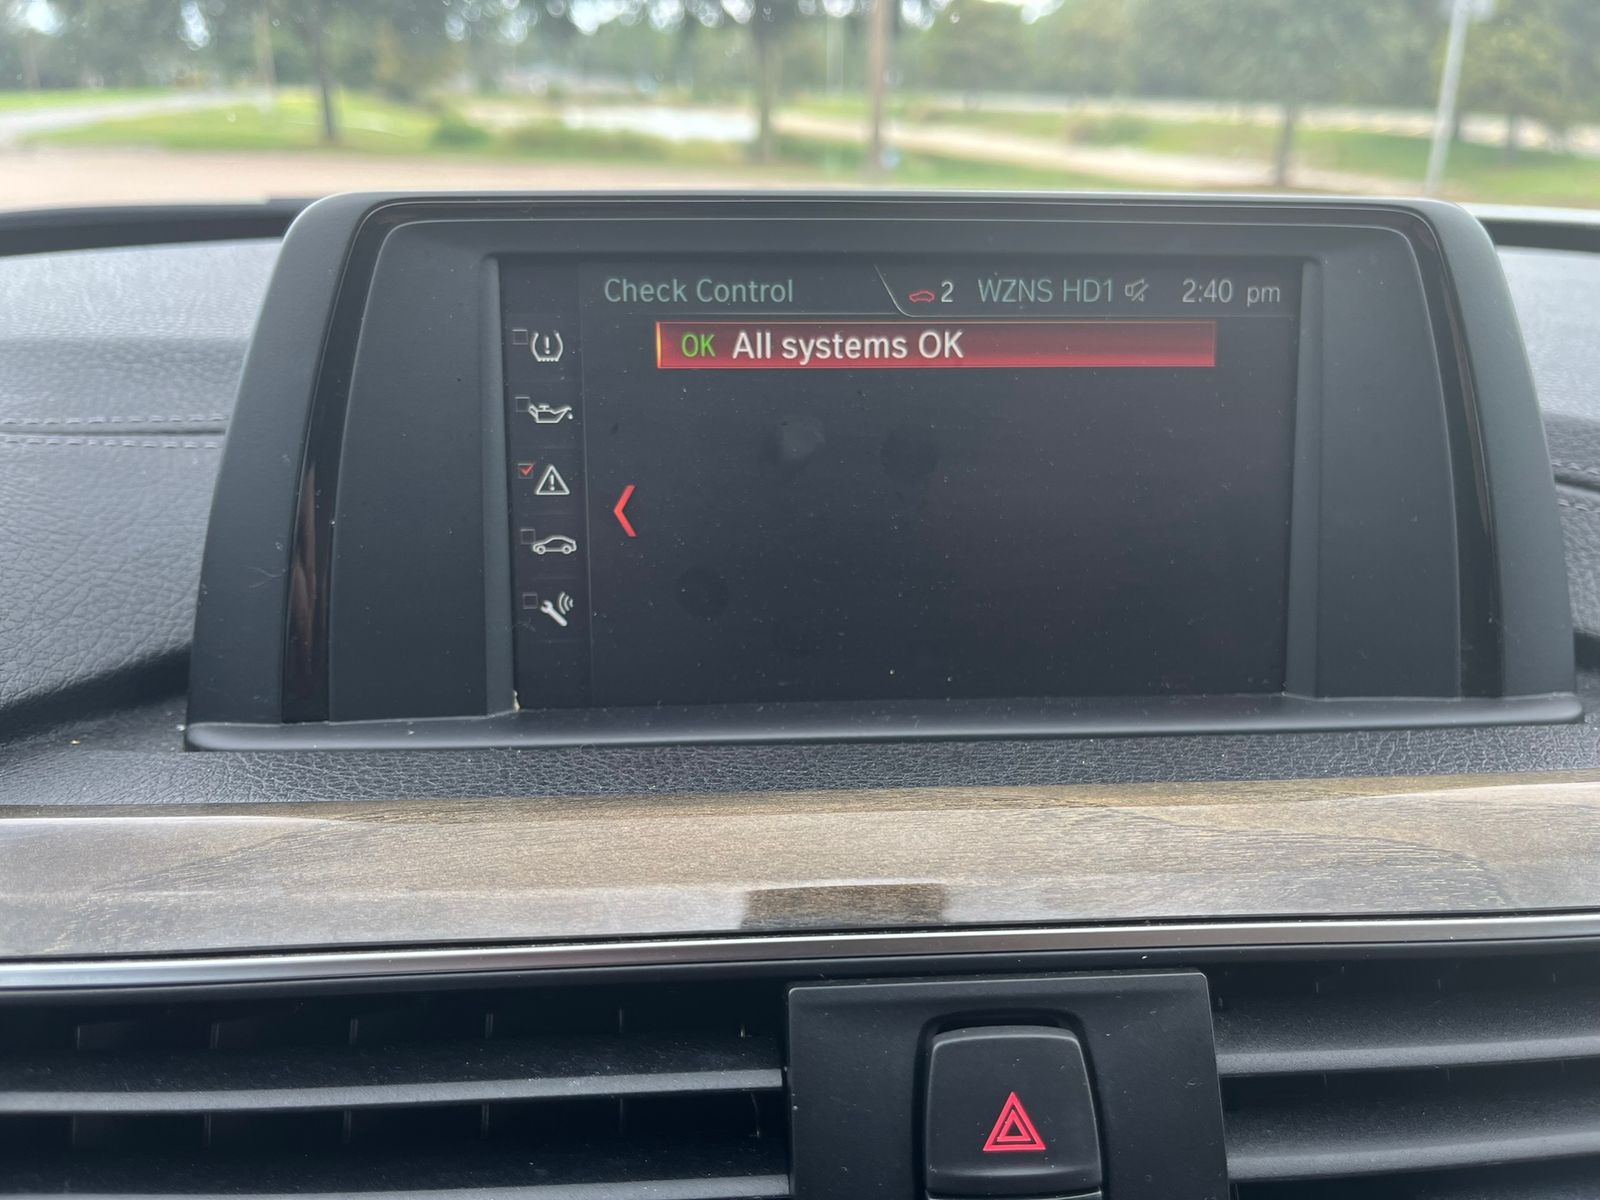 Check Control 2 WZNS HD1 2:40 pm
OK All systems OK